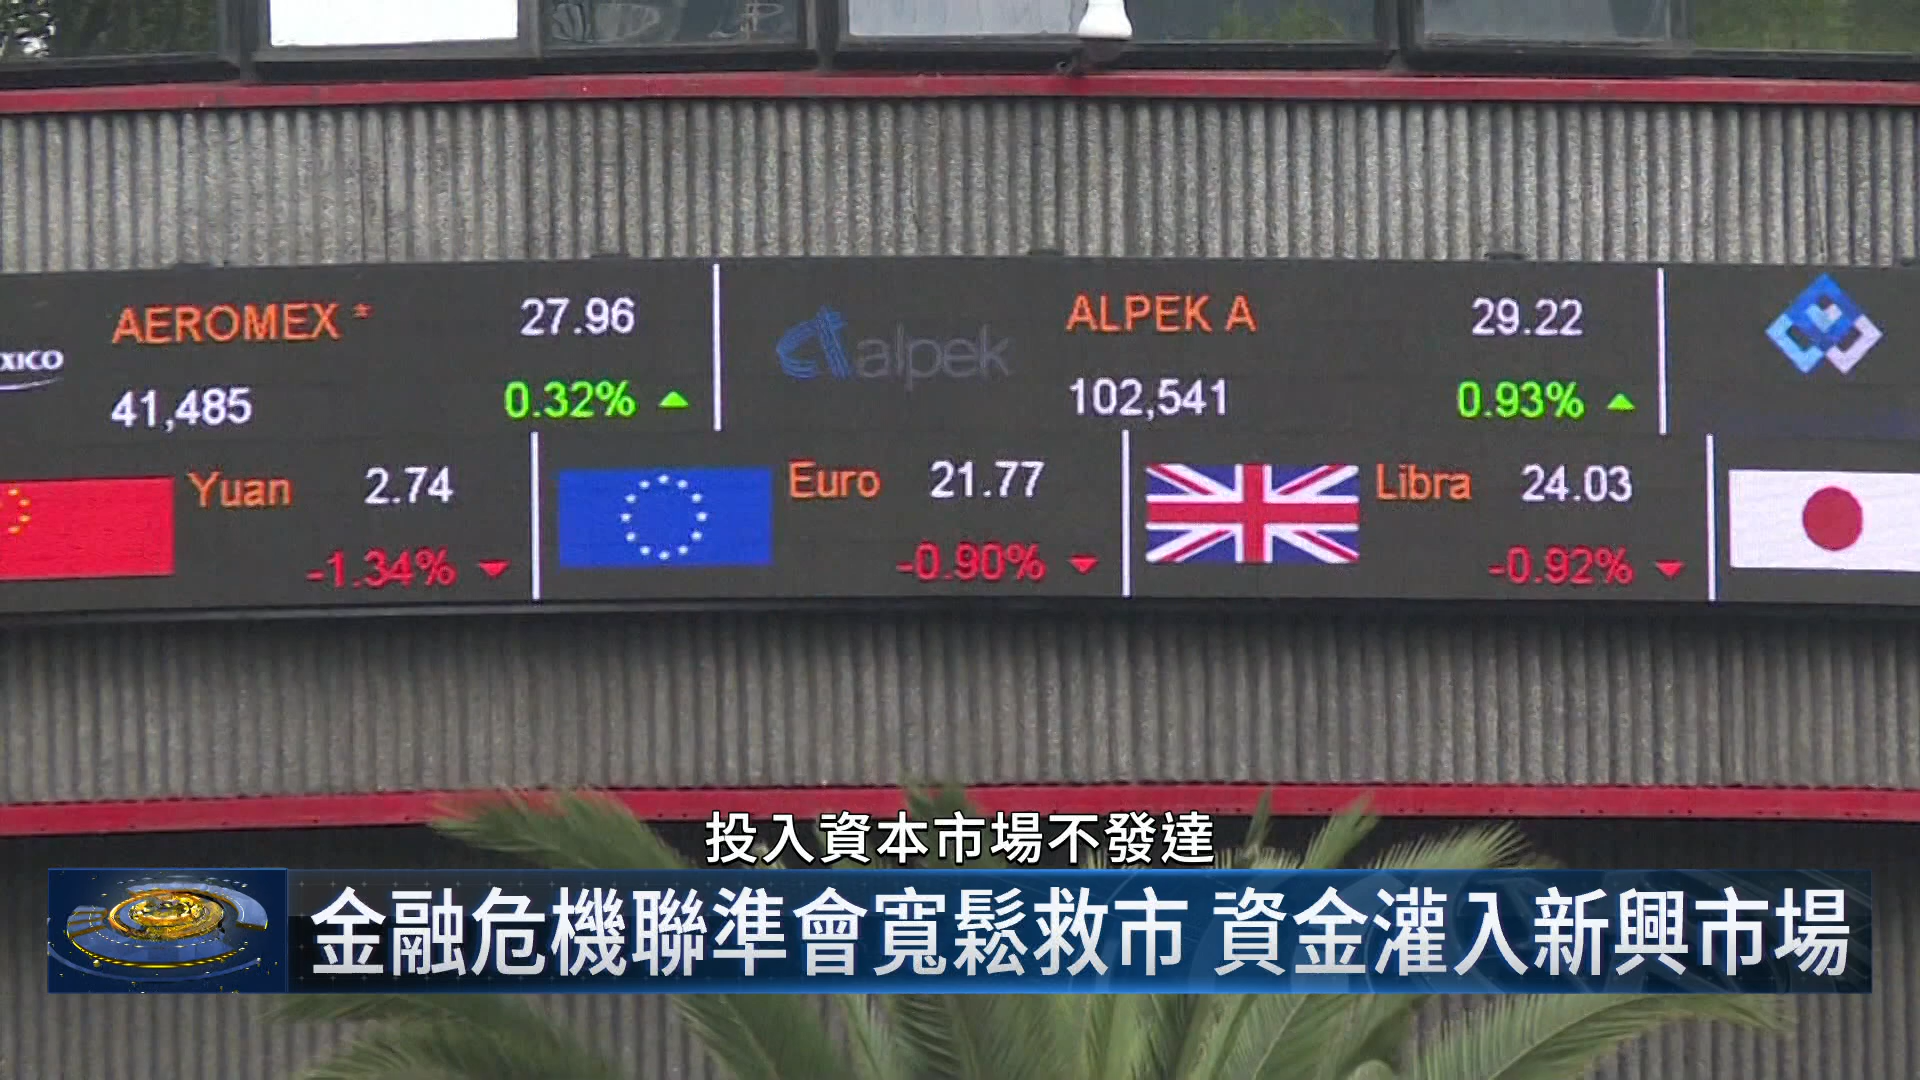 AEROMEX * 27.96
XICO
41,485 0.32%
alpek
ALPEK A 29.22
102,541 0.93%
Yuan 2.74
-1.34%
Euro 21.77
-0.90%
Libra 24.03
-0.92%
投入資本市場不發達
金融危機聯準會寬鬆救市 資金灌入新興市場